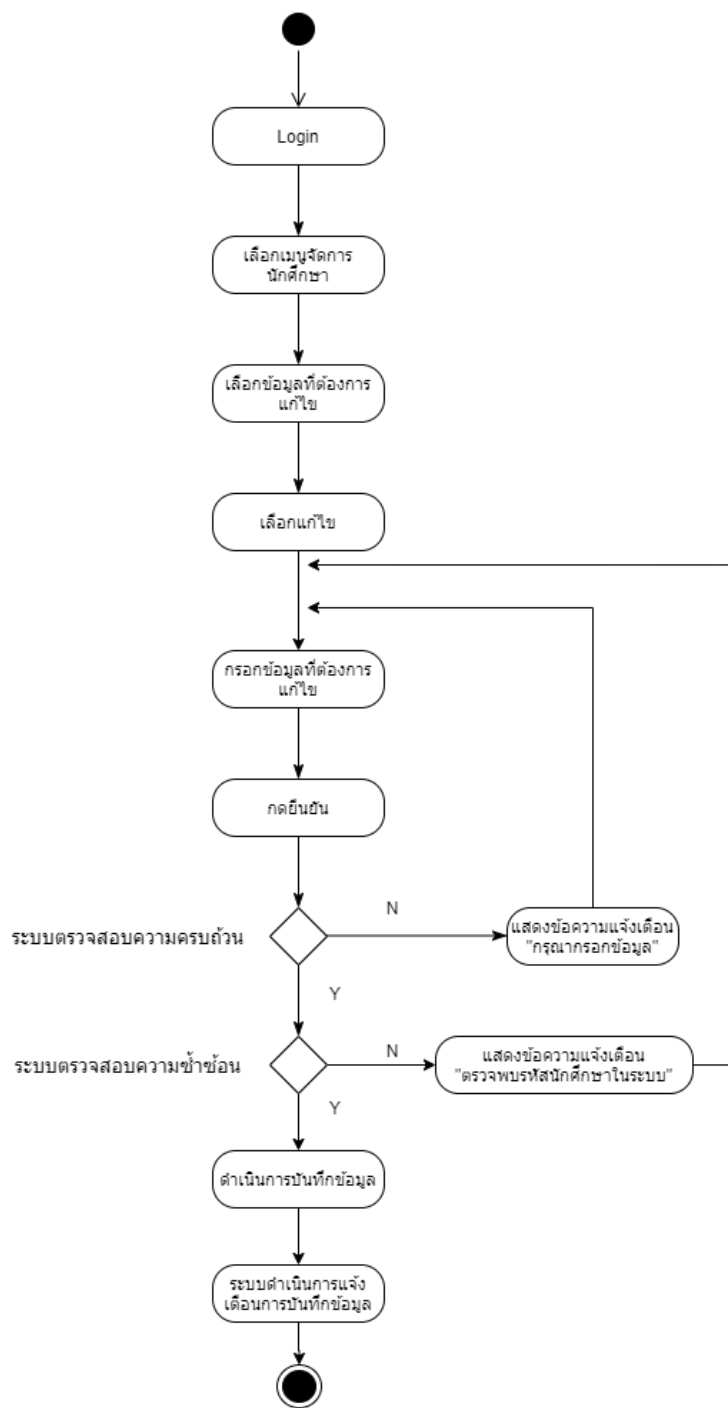 Login
เลือกเมนูจัดการ
นักศึกษา
เลือกข้อมูลที่ต้องการ
แก้ไข
เลือกแก้ไข
กรอกข้อมูลที่ต้องการ
แก้ไข
กดยืนยัน
ระบบตรวจสอบความครบถ้วน
N
แสดงข้อความแจ้งเตือน
"กรุณากรอกข้อมูล"
Y
ระบบตรวจสอบความซ้ำซ้อน
N
แสดงข้อความแจ้งเตือน
"ตรวจพบรหัสนักศึกษาในระบบ"
Y
ดำเนินการบันทึกข้อมูล
ระบบดำเนินการแจ้ง
เตือนการบันทึกข้อมูล